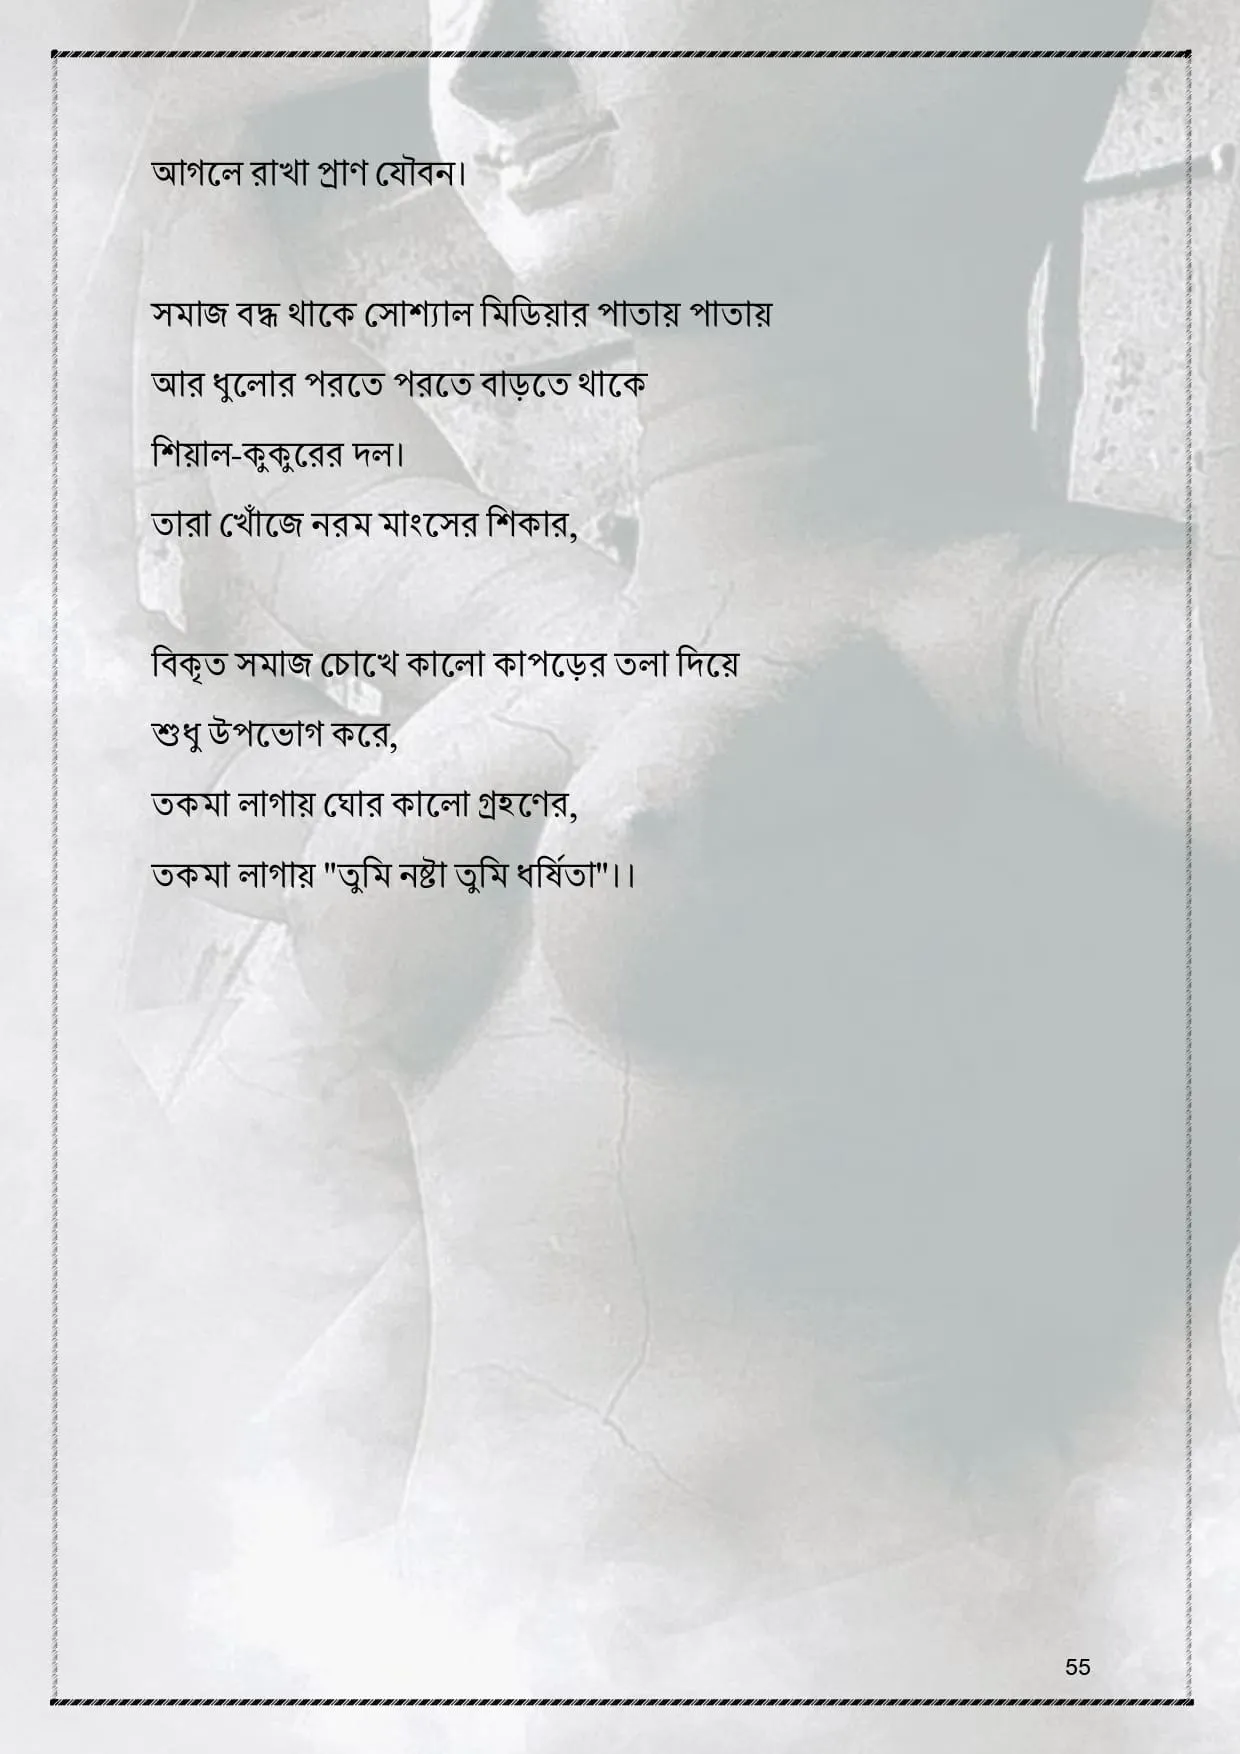 আগলে রাখা প্রাণ যৌবন।
সমাজ বদ্ধ থাকে সোশ্যাল মিডিয়ার পাতায় পাতায়
আর ধুলোর পরতে পরতে বাড়তে থাকে
শিয়াল-কুকুরের দল।
তারা খোঁজে নরম মাংসের শিকার,
বিকৃত সমাজ চোখে কালো কাপড়ের তলা দিয়ে
শুধু উপভোগ করে,
তকমা লাগায় ঘোর কালো গ্রহণের,
তকমা লাগায় "তুমি নষ্টা তুমি ধর্ষিতা"।।
55